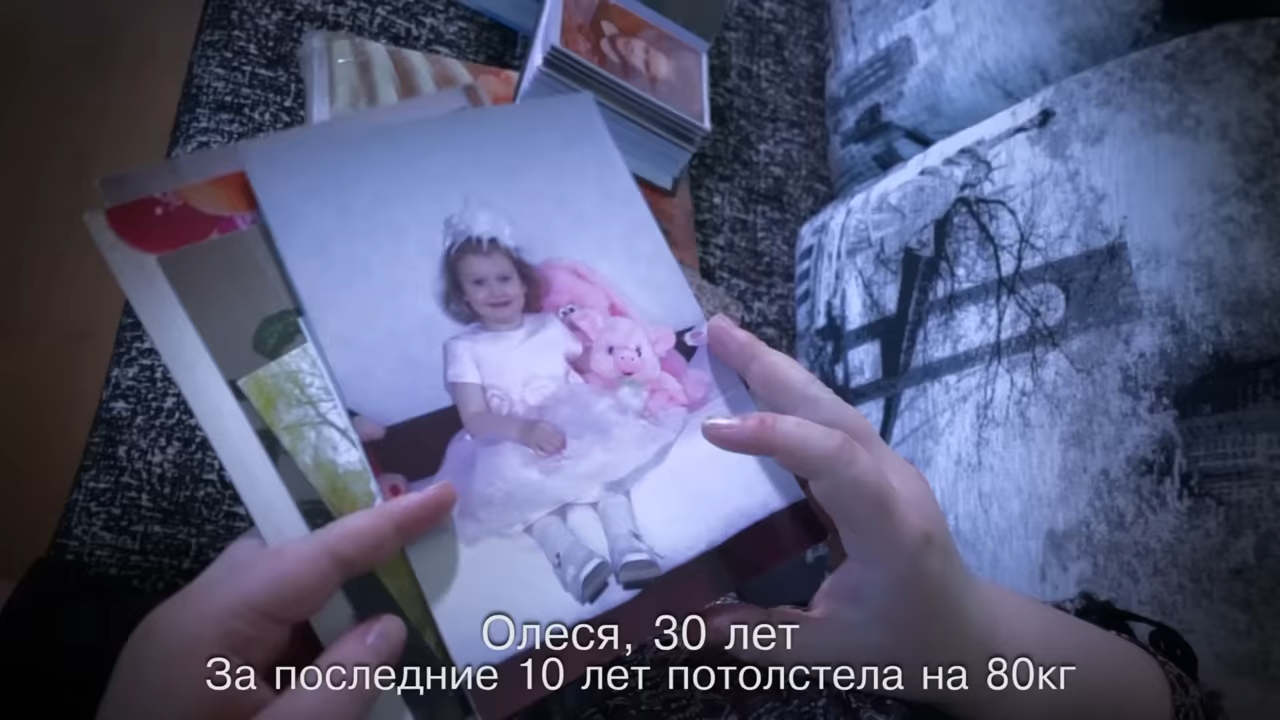 Олеся, 30 лет
За последние 10 лет потолстела на 80кг